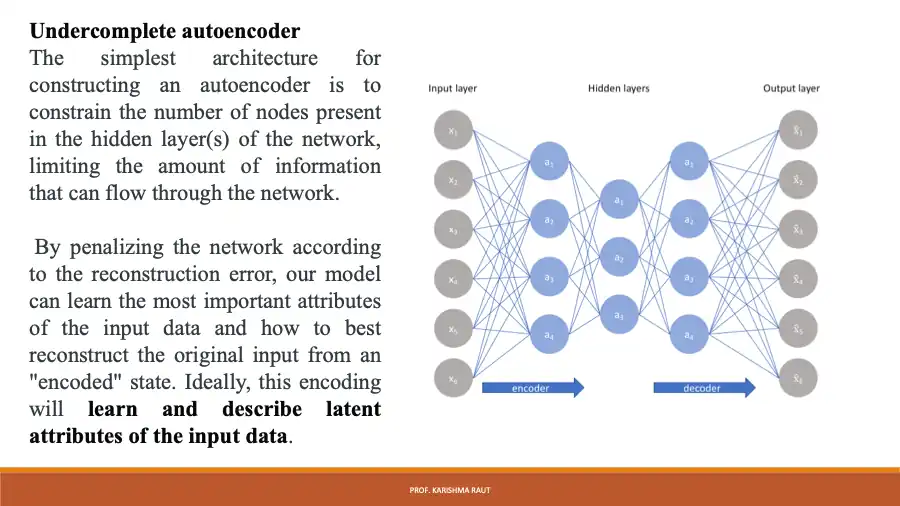 Undercomplete autoencoder
The simplest architecture for
constructing an autoencoder is to
constrain the number of nodes present
in the hidden layer(s) of the network,
limiting the amount of information
that can flow through the network.
By penalizing the network according
to the reconstruction error, our model
can learn the most important attributes
of the input data and how to best
reconstruct the original input from an
"encoded" state. Ideally, this encoding
will learn and describe latent
attributes of the input data.
Input layer
Hidden layers
Output layer
x₁
x₂
x₃
x₄
x₅
x₆
a₁
a₂
a₃
a₄
a₁
a₂
a₃
a₁
a₂
a₃
a₄
x̂₁
x̂₂
x̂₃
x̂₄
x̂₅
x̂₆
encoder
decoder
PROF. KARISHMA RAUT